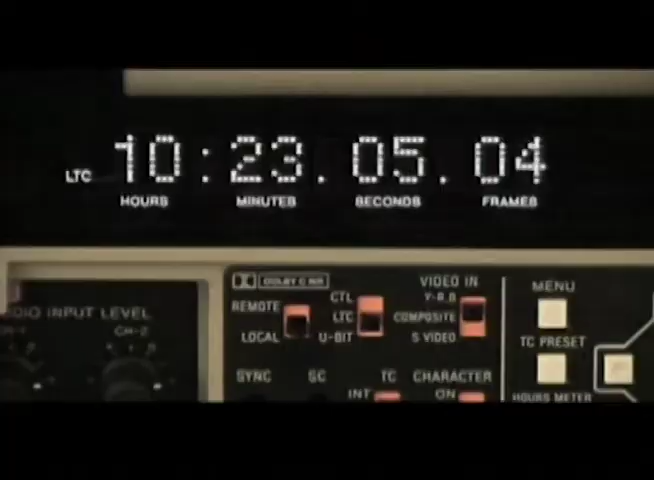 LTC 10:23.05.04
HOURS MINUTES SECONDS FRAMES
DOLBY C NR
VIDEO IN
REMOTE CTL Y-R.B MENU
LTC COMPOSITE
LOCAL U-BIT S VIDEO
INPUT LEVEL
CH-2
TC PRESET
SYNC SC TC CHARACTER
INT ON
HOURS METER